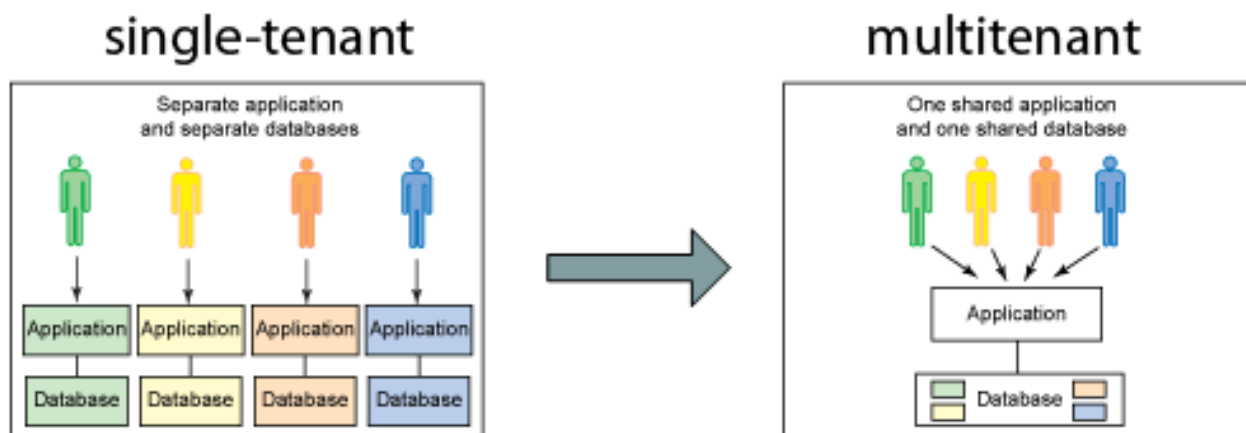 single-tenant
Separate application
and separate databases
Application
Application
Application
Application
Database
Database
Database
Database
multitenant
One shared application
and one shared database
Application
Database